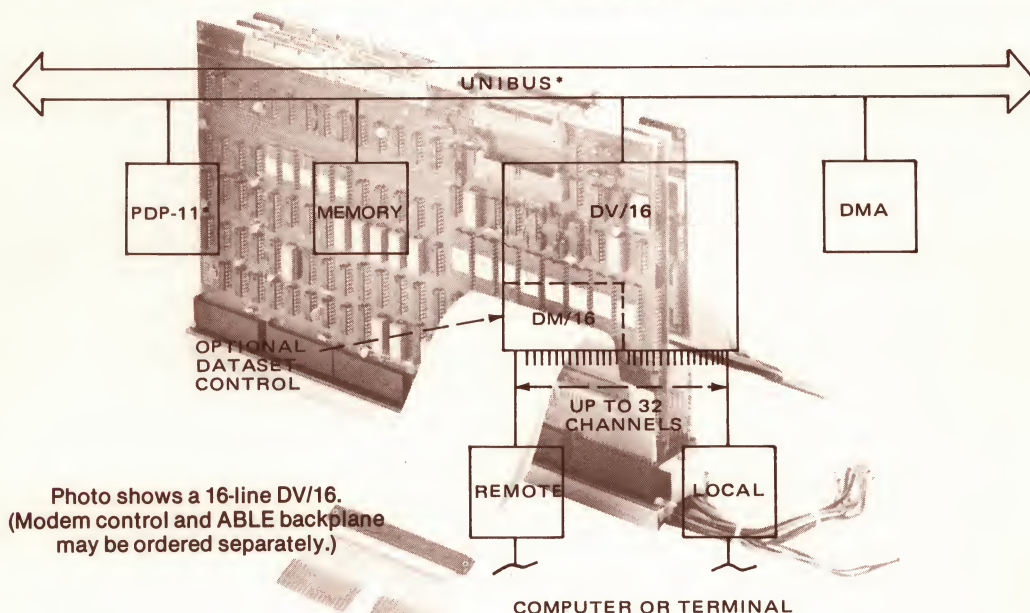 UNIBUS*
PDP-11*
MEMORY
DV/16
DMA
DM/16
OPTIONAL
DATASET
CONTROL
UP TO 32
CHANNELS
REMOTE
LOCAL
Photo shows a 16-line DV/16.
(Modem control and ABLE backplane
may be ordered separately.)
COMPUTER OR TERMINAL